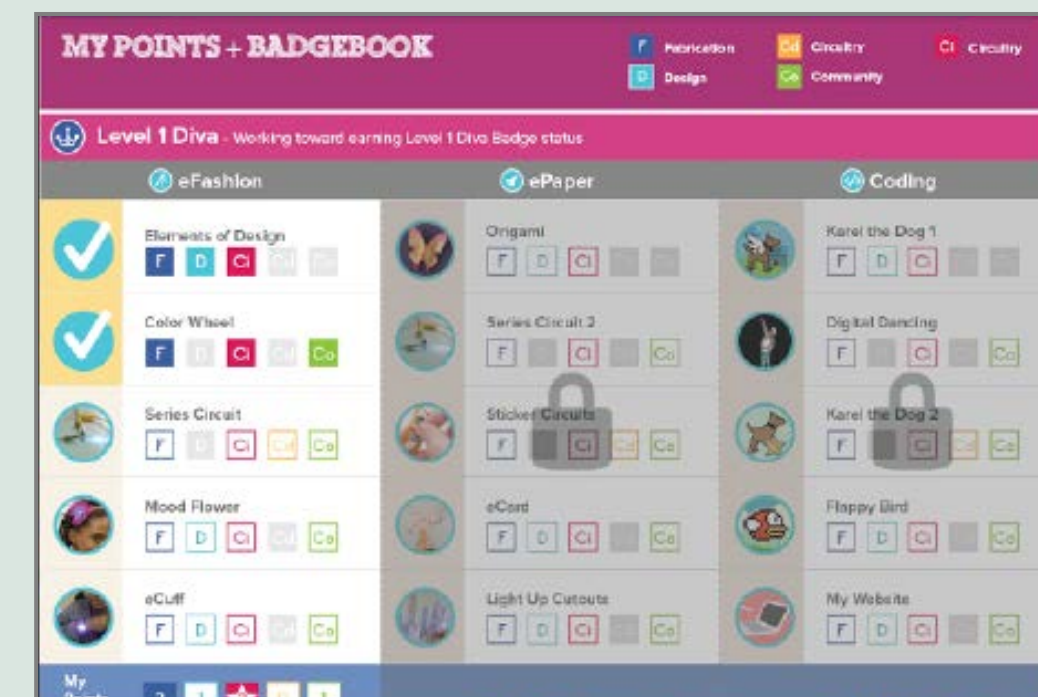 MY POINTS + BADGEBOOK
F Fabrication
Cd Circuitry
Ci Circuitry
D Design
Co Community
Level 1 Diva - Working toward earning Level 1 Diva Badge status
eFashion
ePaper
Coding
Elements of Design
F D Ci Cd Co
Origami
F D Ci
Karel the Dog 1
F D Ci
Color Wheel
F D Ci Cd Co
Series Circuit 2
F Ci Co
Digital Dancing
F Ci Co
Series Circuit
F D Ci Cd Co
Sticker Circuits
F Ci Cd Co
Karel the Dog 2
F Ci Cd Co
Mood Flower
F D Ci Cd Co
eCard
F D Ci Co
Flappy Bird
F D Ci Co
eCuff
F D Ci Cd Co
Light Up Cutouts
F D Ci Co
My Website
F D Ci Co
My